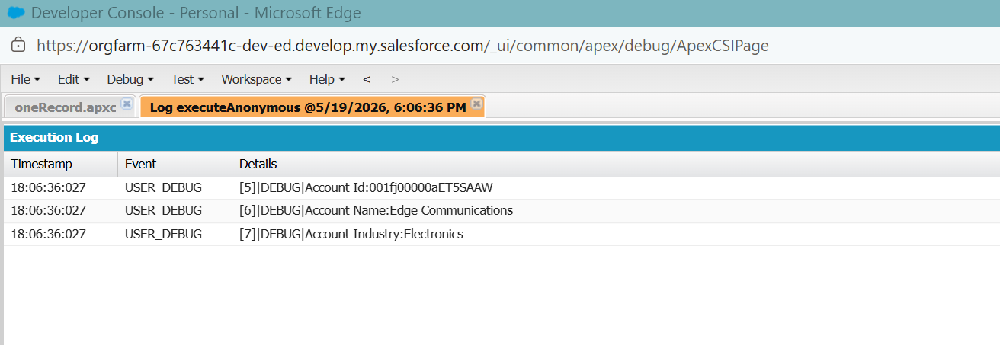 Developer Console - Personal - Microsoft Edge
https://orgfarm-67c763441c-dev-ed.develop.my.salesforce.com/_ui/common/apex/debug/ApexCSIPage
File Edit Debug Test Workspace Help < >
oneRecord.apxc Log executeAnonymous @5/19/2026, 6:06:36 PM
Execution Log
Timestamp Event Details
18:06:36:027 USER_DEBUG [5]|DEBUG|Account Id:001fj00000aET5SAAW
18:06:36:027 USER_DEBUG [6]|DEBUG|Account Name:Edge Communications
18:06:36:027 USER_DEBUG [7]|DEBUG|Account Industry:Electronics